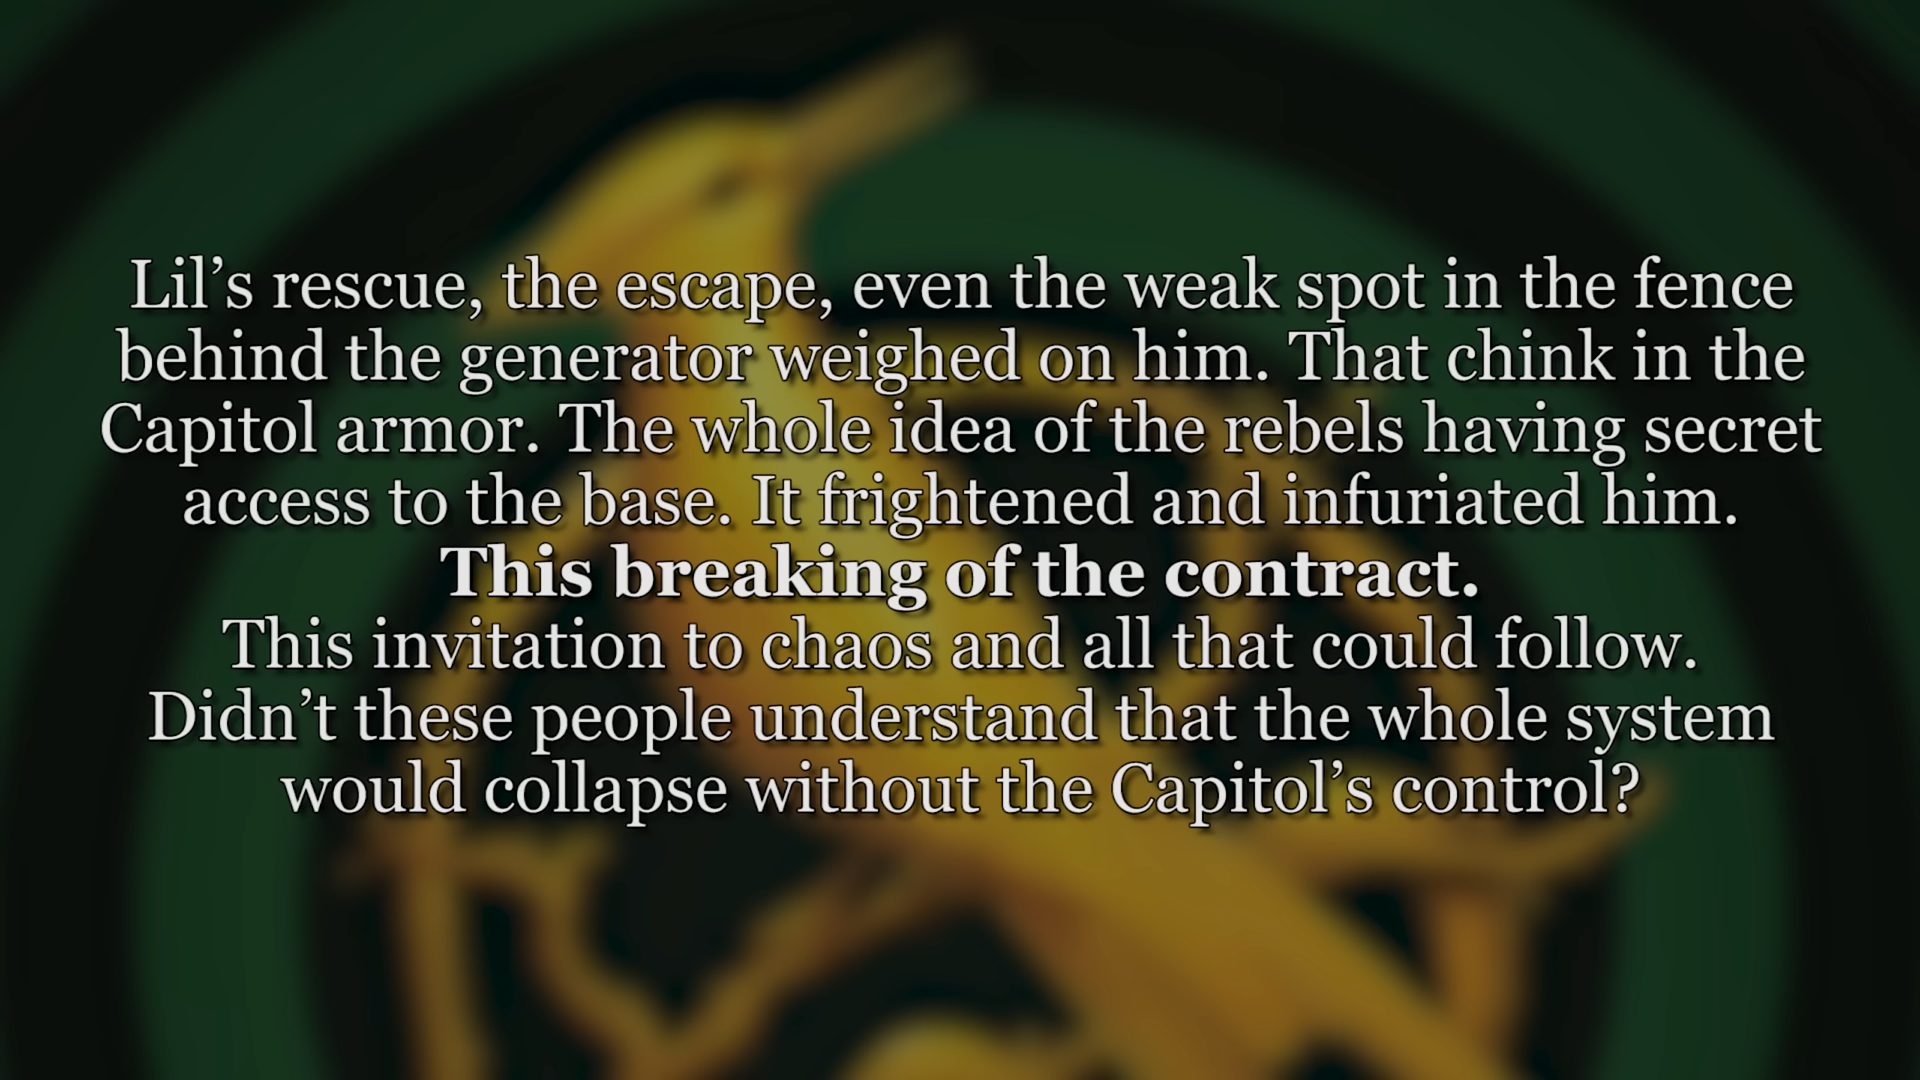 Lil’s rescue, the escape, even the weak spot in the fence
behind the generator weighed on him. That chink in the
Capitol armor. The whole idea of the rebels having secret
access to the base. It frightened and infuriated him.
This breaking of the contract.
This invitation to chaos and all that could follow.
Didn’t these people understand that the whole system
would collapse without the Capitol’s control?